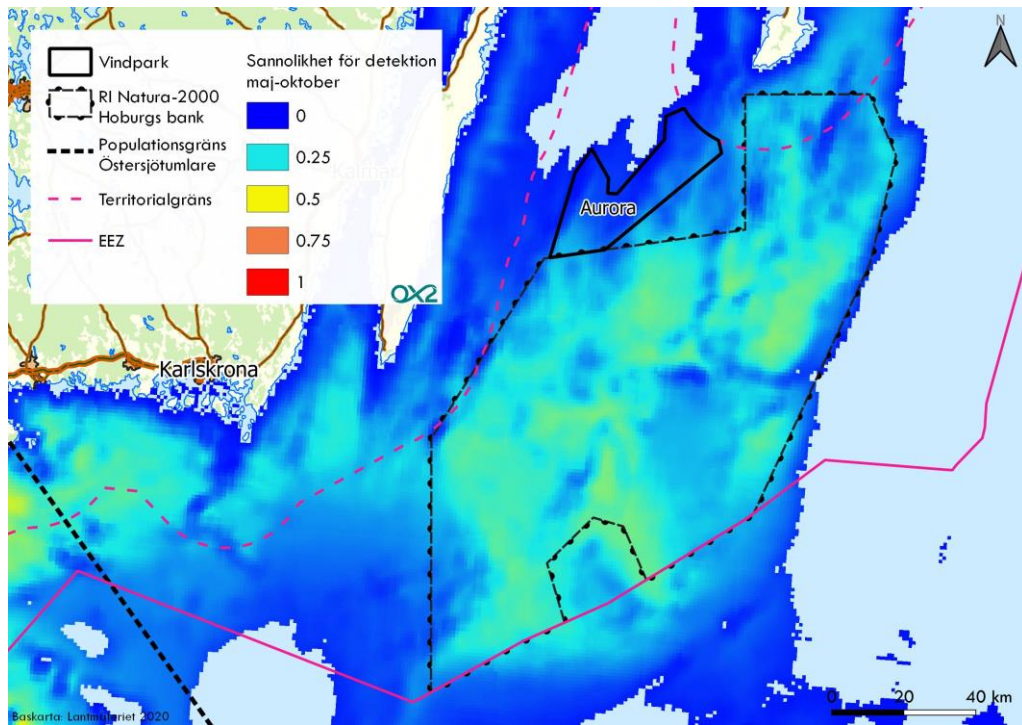 Vindpark
RI Natura-2000
Hoburgs bank
Populationsgräns
Östersjötumlare
Territorialgräns
EEZ
Sannolikhet för detektion
maj-oktober
0
0.25
0.5
0.75
1
OX2
N
Kalmar
Aurora
Karlskrona
0 20 40 km
Baskarta: Lantmäteriet 2020